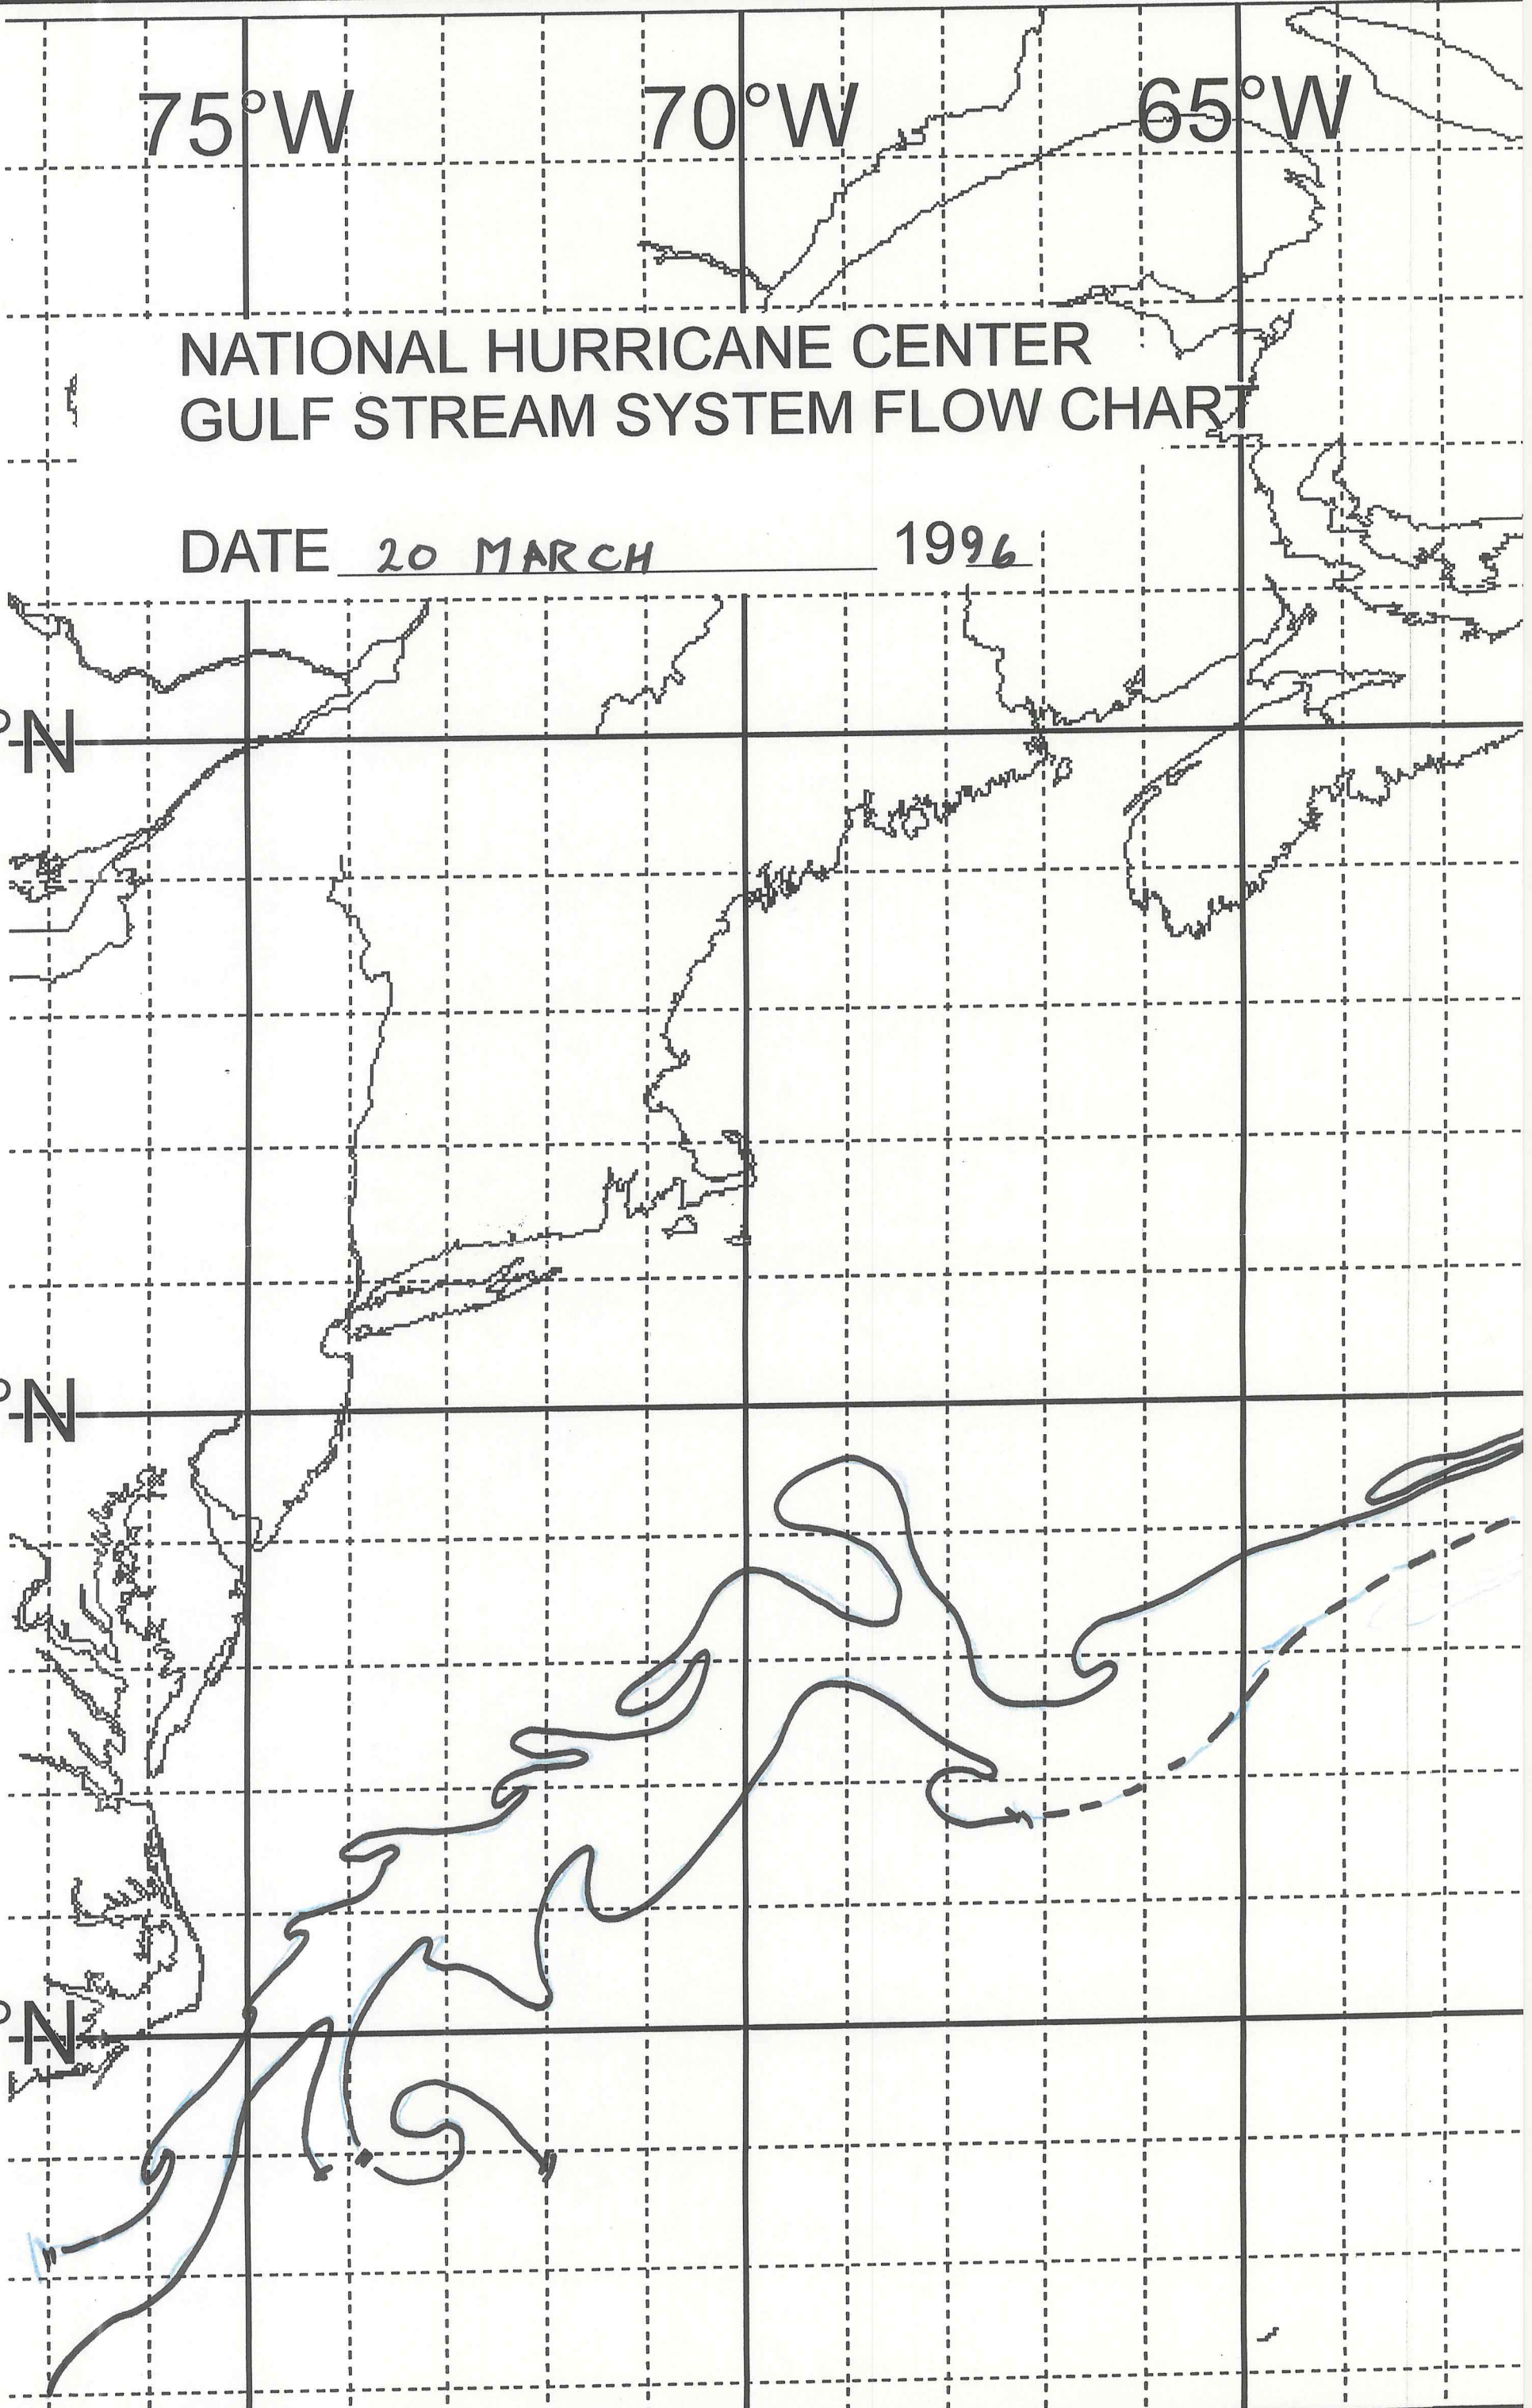 75°W 70°W 65°W
NATIONAL HURRICANE CENTER
GULF STREAM SYSTEM FLOW CHART
DATE 20 MARCH 1996
°N
°N
°N